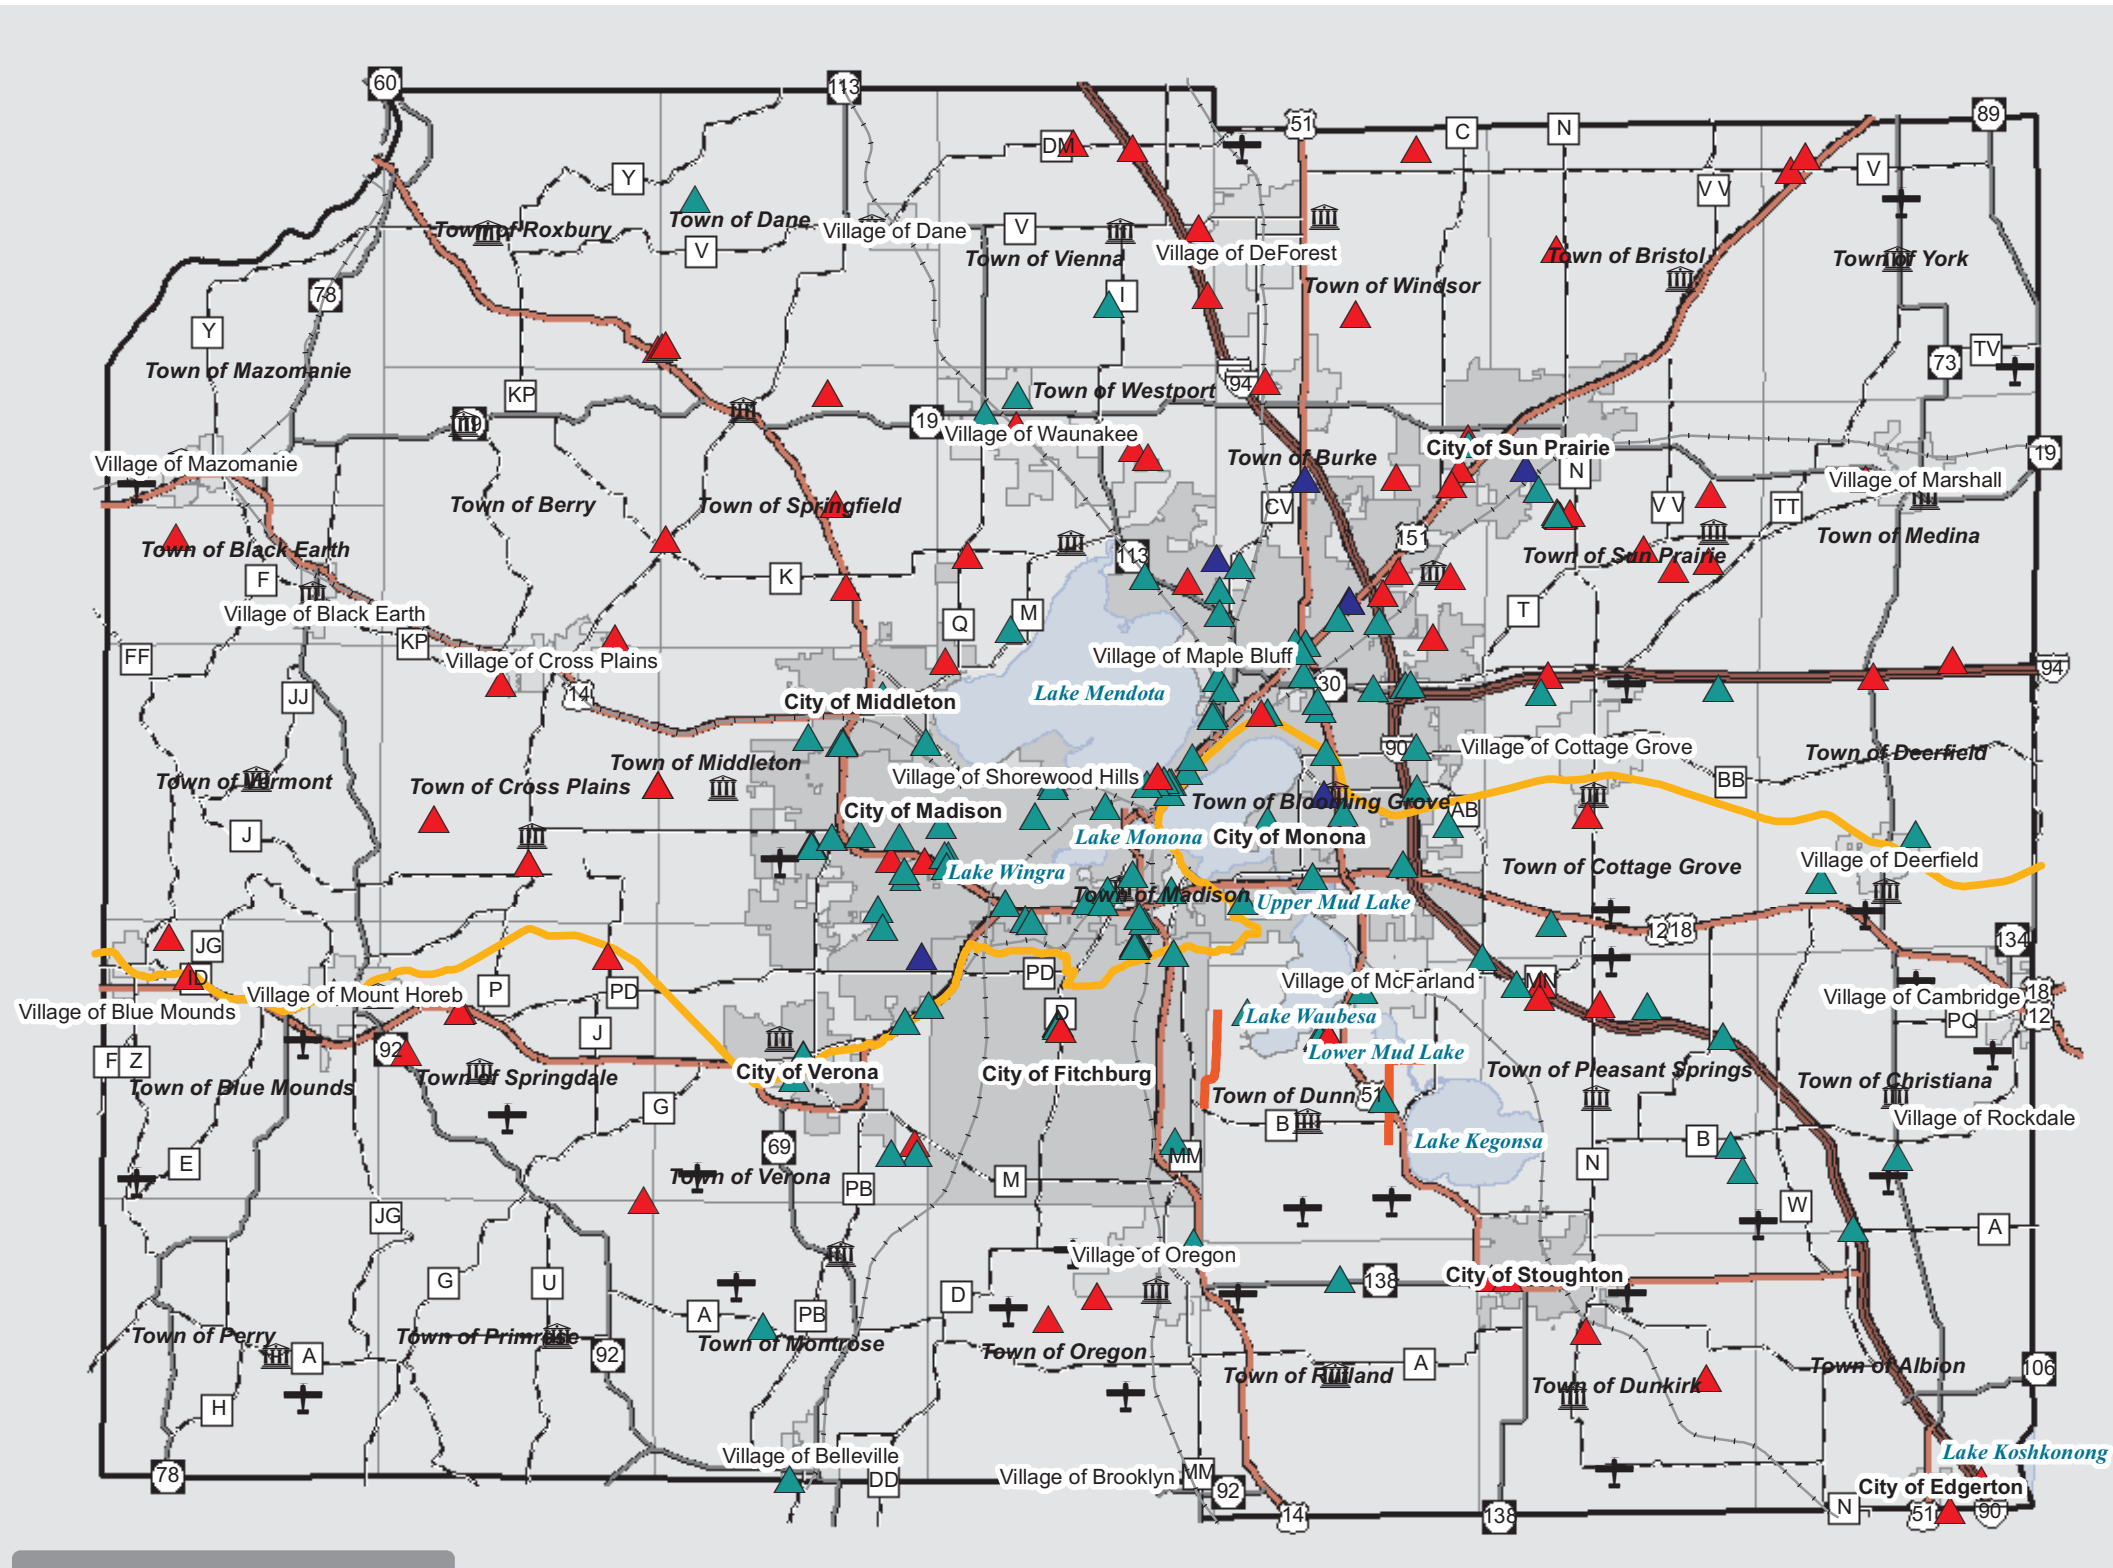 60
113
51
C
N
89
DM
V
Y
V V
Town of Dane
Town of Roxbury
Village of Dane
V
V
Town of Vienna
Village of DeForest
Town of Bristol
Town of York
78
I
Town of Windsor
Y
TV
73
Town of Mazomanie
94
KP
Town of Westport
19
19
Village of Waunakee
City of Sun Prairie
19
Village of Mazomanie
Town of Burke
N
Village of Marshall
Town of Berry
Town of Springfield
CV
V V
TT
151
Town of Medina
Town of Black Earth
113
Town of Sun Prairie
F
K
Village of Black Earth
M
T
Q
KP
FF
Village of Cross Plains
Village of Maple Bluff
94
30
JJ
14
Lake Mendota
City of Middleton
90
Village of Cottage Grove
Town of Deerfield
Town of Middleton
Village of Shorewood Hills
Town of Vermont
Town of Cross Plains
BB
Town of Blooming Grove
City of Madison
AB
J
Lake Monona
City of Monona
Village of Deerfield
Lake Wingra
Town of Cottage Grove
Town of Madison
Upper Mud Lake
12
18
134
JG
PD
ID
MN
Village of McFarland
P
PD
Village of Mount Horeb
Village of Cambridge
18
Village of Blue Mounds
D
Lake Waubesa
12
PQ
J
92
Lower Mud Lake
F
Z
City of Verona
City of Fitchburg
Town of Pleasant Springs
Town of Springdale
Town of Christiana
Town of Blue Mounds
Town of Dunn
51
G
Village of Rockdale
B
69
Lake Kegonsa
B
MM
E
N
Town of Verona
M
PB
W
JG
A
Village of Oregon
City of Stoughton
138
G
U
D
A
PB
Town of Perry
Town of Primrose
Town of Montrose
Town of Oregon
92
A
A
Town of Albion
106
Town of Rutland
Town of Dunkirk
H
Lake Koshkonong
Village of Belleville
78
DD
Village of Brooklyn
MM
City of Edgerton
92
N
14
138
51
90